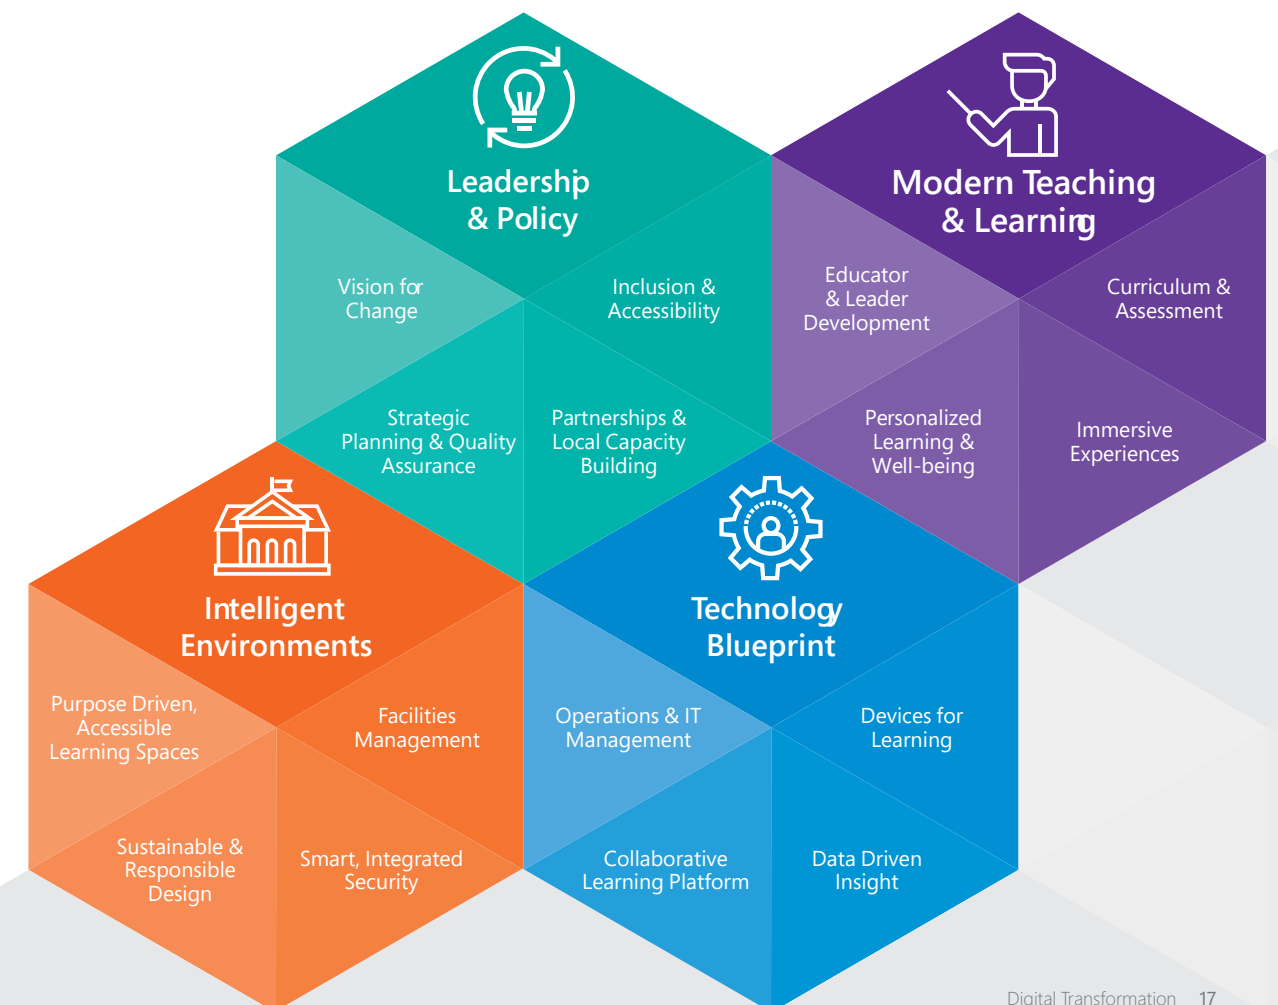 Leadership
& Policy
Vision for
Change
Inclusion &
Accessibility
Strategic
Planning & Quality
Assurance
Partnerships &
Local Capacity
Building
Modern Teaching
& Learning
Educator
& Leader
Development
Curriculum &
Assessment
Personalized
Learning &
Well-being
Immersive
Experiences
Intelligent
Environments
Purpose Driven,
Accessible
Learning Spaces
Facilities
Management
Sustainable &
Responsible
Design
Smart, Integrated
Security
Technology
Blueprint
Operations & IT
Management
Devices for
Learning
Collaborative
Learning Platform
Data Driven
Insight
Digital Transformation 17